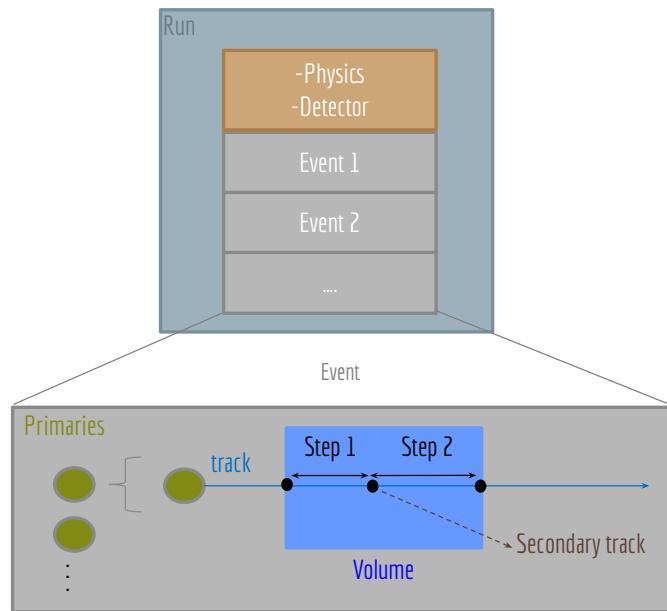 Run
-Physics
-Detector
Event 1
Event 2
....
Event
Primaries
track
Step 1
Step 2
Secondary track
Volume